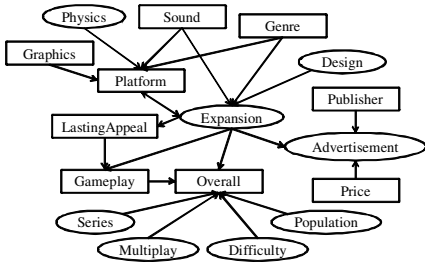 Physics
Sound
Genre
Graphics
Design
Platform
Publisher
Expansion
LastingAppeal
Advertisement
Gameplay
Overall
Price
Series
Population
Multiplay
Difficulty